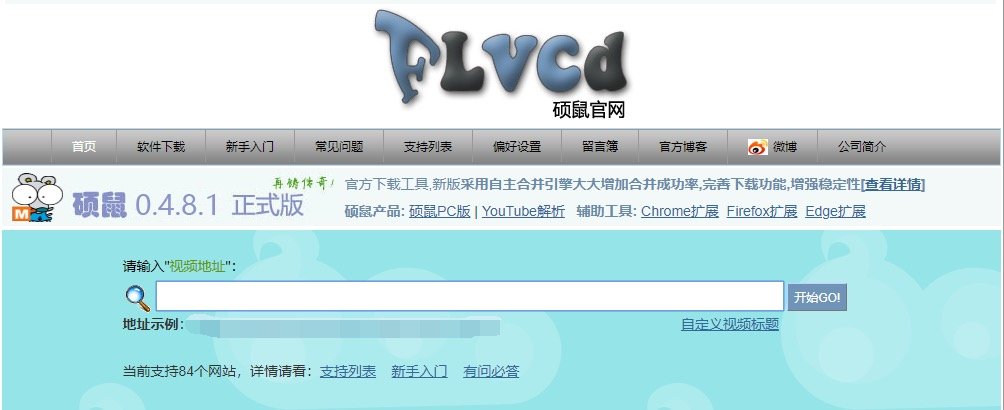 FLVCD
硕鼠官网
首页 软件下载 新手入门 常见问题 支持列表 偏好设置 留言簿 官方博客 微博 公司简介
再铸传奇!
硕鼠 0.4.8.1 正式版
官方下载工具,新版采用自主合并引擎大大增加合并成功率,完善下载功能,增强稳定性[查看详情]
硕鼠产品: 硕鼠PC版 | YouTube解析 辅助工具: Chrome扩展 Firefox扩展 Edge扩展
请输入"视频地址":
开始GO!
地址示例: 自定义视频标题
当前支持84个网站，详情请看： 支持列表 新手入门 有问必答